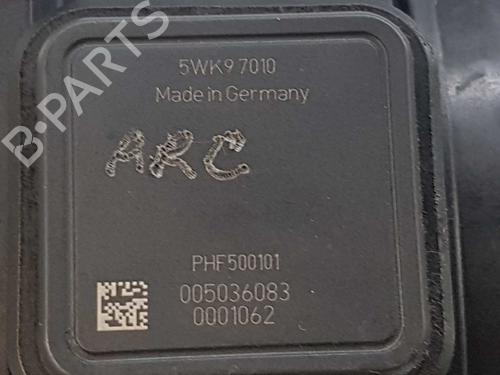 5WK9 7010
Made in Germany
ARC
PHF500101
005036083
0001062
B-PARTS